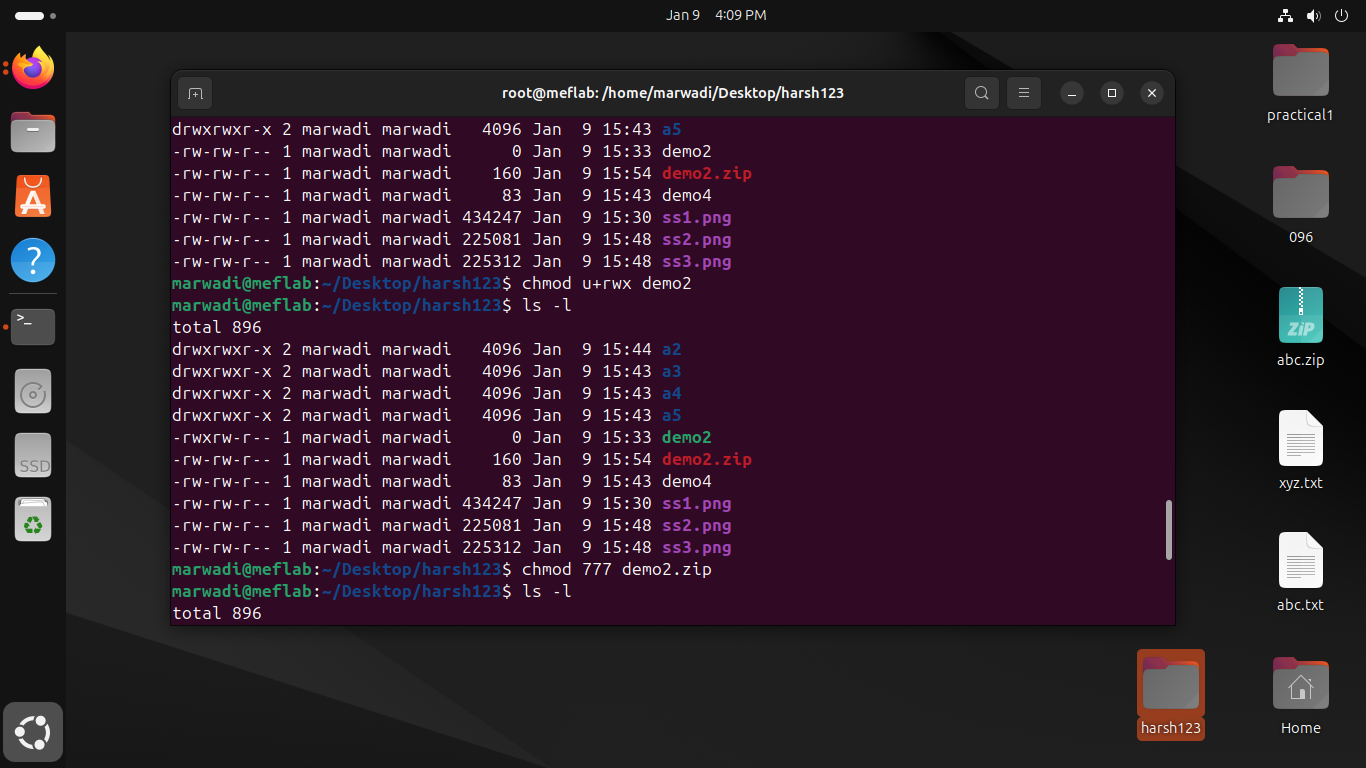 Jan 9 4:09 PM
root@meflab: /home/marwadi/Desktop/harsh123
drwxrwxr-x 2 marwadi marwadi   4096 Jan  9 15:43 a5
-rw-rw-r-- 1 marwadi marwadi      0 Jan  9 15:33 demo2
-rw-rw-r-- 1 marwadi marwadi    160 Jan  9 15:54 demo2.zip
-rw-rw-r-- 1 marwadi marwadi     83 Jan  9 15:43 demo4
-rw-rw-r-- 1 marwadi marwadi 434247 Jan  9 15:30 ss1.png
-rw-rw-r-- 1 marwadi marwadi 225081 Jan  9 15:48 ss2.png
-rw-rw-r-- 1 marwadi marwadi 225312 Jan  9 15:48 ss3.png
marwadi@meflab:~/Desktop/harsh123$ chmod u+rwx demo2
marwadi@meflab:~/Desktop/harsh123$ ls -l
total 896
drwxrwxr-x 2 marwadi marwadi   4096 Jan  9 15:44 a2
drwxrwxr-x 2 marwadi marwadi   4096 Jan  9 15:43 a3
drwxrwxr-x 2 marwadi marwadi   4096 Jan  9 15:43 a4
drwxrwxr-x 2 marwadi marwadi   4096 Jan  9 15:43 a5
-rwxrw-r-- 1 marwadi marwadi      0 Jan  9 15:33 demo2
-rw-rw-r-- 1 marwadi marwadi    160 Jan  9 15:54 demo2.zip
-rw-rw-r-- 1 marwadi marwadi     83 Jan  9 15:43 demo4
-rw-rw-r-- 1 marwadi marwadi 434247 Jan  9 15:30 ss1.png
-rw-rw-r-- 1 marwadi marwadi 225081 Jan  9 15:48 ss2.png
-rw-rw-r-- 1 marwadi marwadi 225312 Jan  9 15:48 ss3.png
marwadi@meflab:~/Desktop/harsh123$ chmod 777 demo2.zip
marwadi@meflab:~/Desktop/harsh123$ ls -l
total 896
practical1
096
ZiP
abc.zip
xyz.txt
abc.txt
harsh123
Home
?
>_
SSD